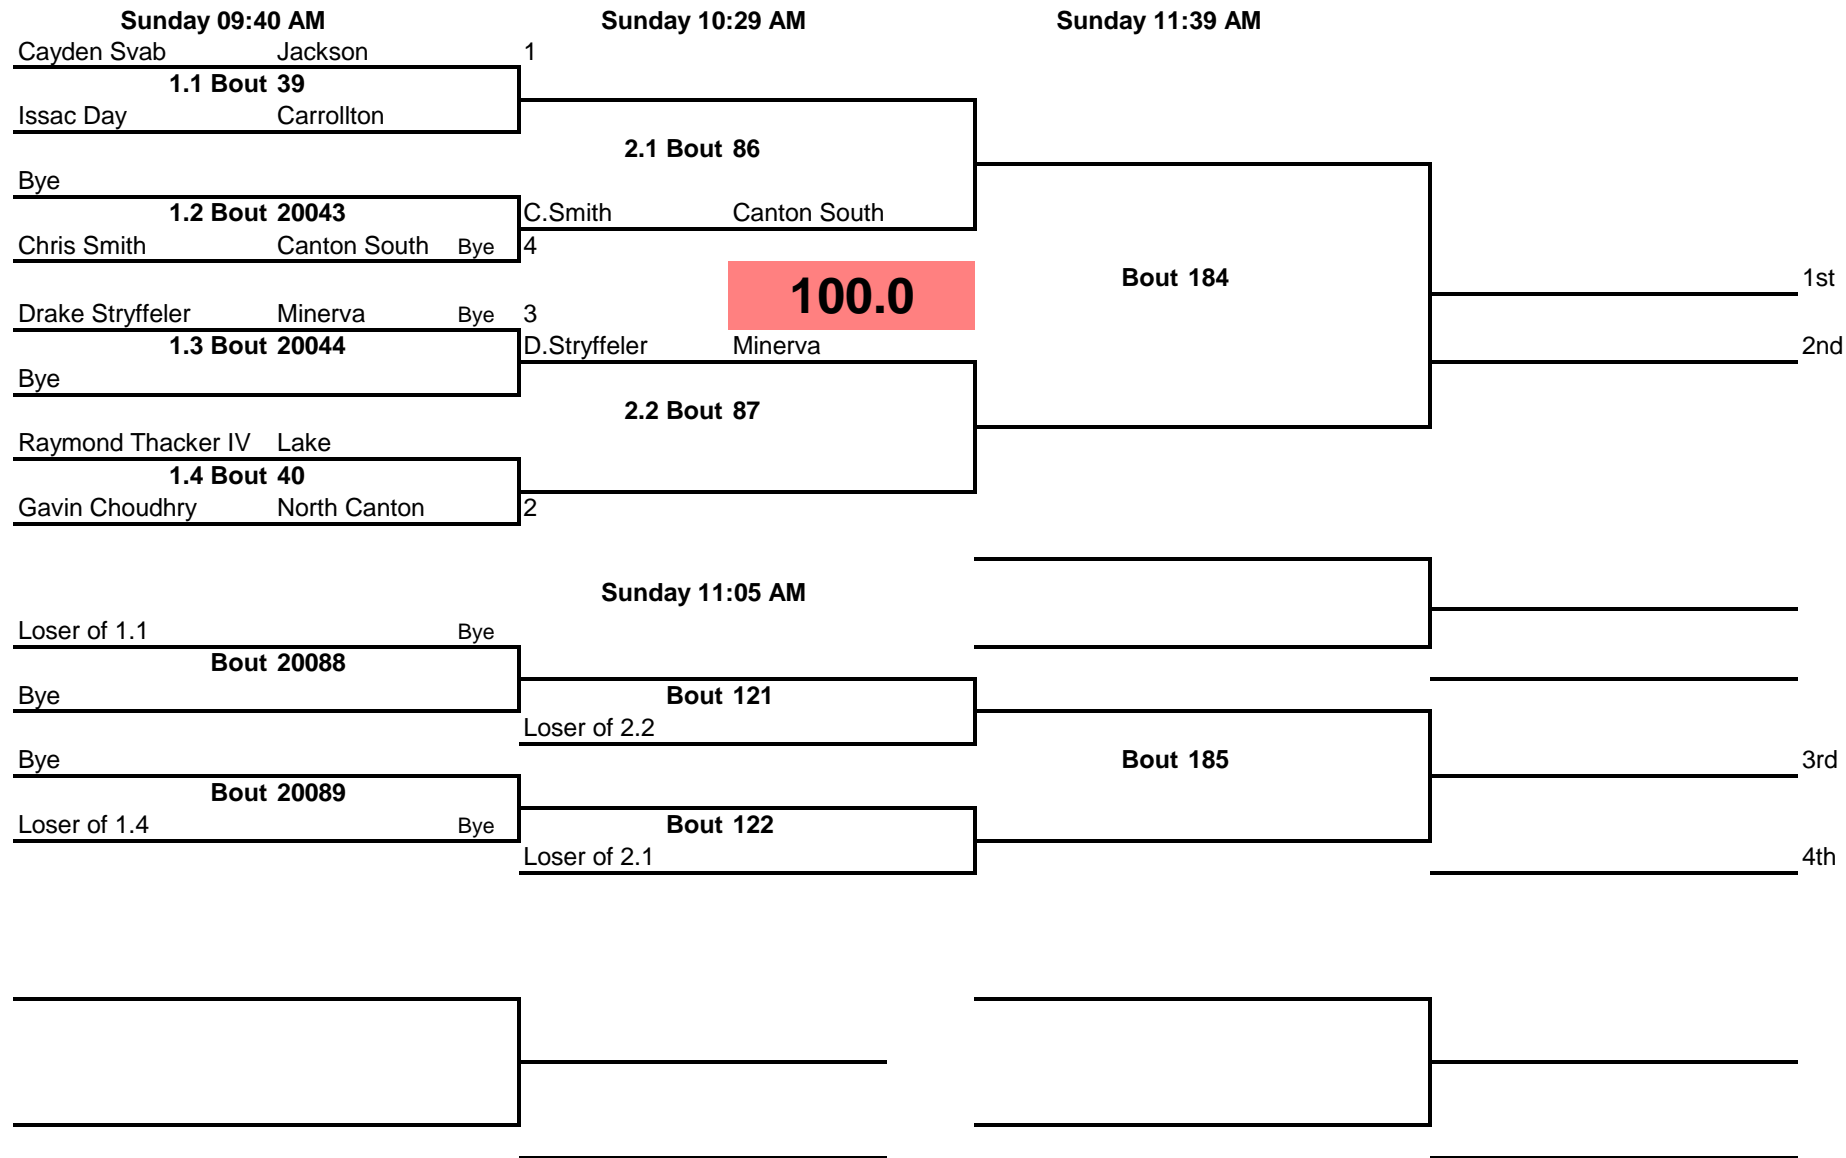 Sunday 09:40 AM Sunday 10:29 AM Sunday 11:39 AM
Cayden Svab Jackson 1
1.1 Bout 39
Issac Day Carrollton
2.1 Bout 86
Bye
1.2 Bout 20043 C.Smith Canton South
Chris Smith Canton South Bye 4
100.0 Bout 184 1st
Drake Stryffeler Minerva Bye 3
1.3 Bout 20044 D.Stryffeler Minerva 2nd
Bye
2.2 Bout 87
Raymond Thacker IV Lake
1.4 Bout 40
Gavin Choudhry North Canton 2
Sunday 11:05 AM
Loser of 1.1 Bye
Bout 20088
Bye Bout 121
Loser of 2.2
Bye Bout 185 3rd
Bout 20089
Loser of 1.4 Bye Bout 122
Loser of 2.1 4th